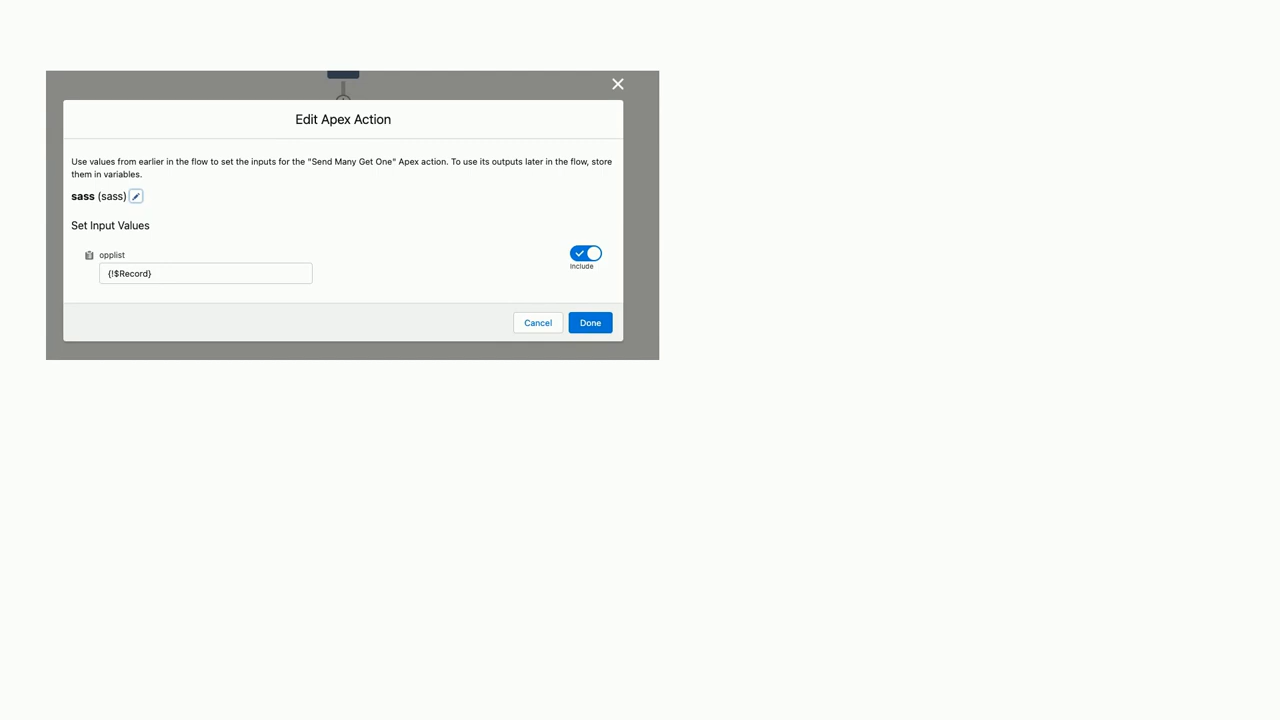 Edit Apex Action
Use values from earlier in the flow to set the inputs for the "Send Many Get One" Apex action. To use its outputs later in the flow, store
them in variables.
sass (sass)
Set Input Values
opplist
{!$Record}
Include
Cancel
Done